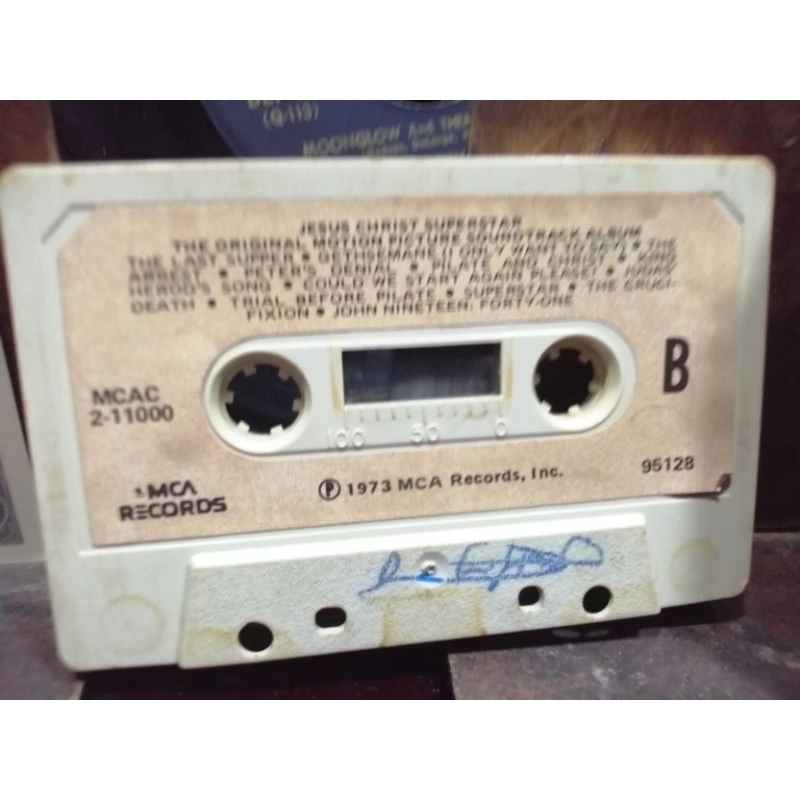 (Q-113)
MOONGLOW And THE
JESUS CHRIST SUPERSTAR
THE ORIGINAL MOTION PICTURE SOUNDTRACK ALBUM
THE LAST SUPPER • GETHSEMANE (I ONLY WANT TO SAY) • THE
ARREST • PETER'S DENIAL • PILATE AND CHRIST • KING
HEROD'S SONG • COULD WE START AGAIN PLEASE? • JUDAS'
DEATH • TRIAL BEFORE PILATE • SUPERSTAR • THE CRUCI-
FIXION • JOHN NINETEEN: FORTY-ONE
B
MCAC
2-11000
100 50 0
MCA
RECORDS
Ⓟ 1973 MCA Records, Inc.
95128